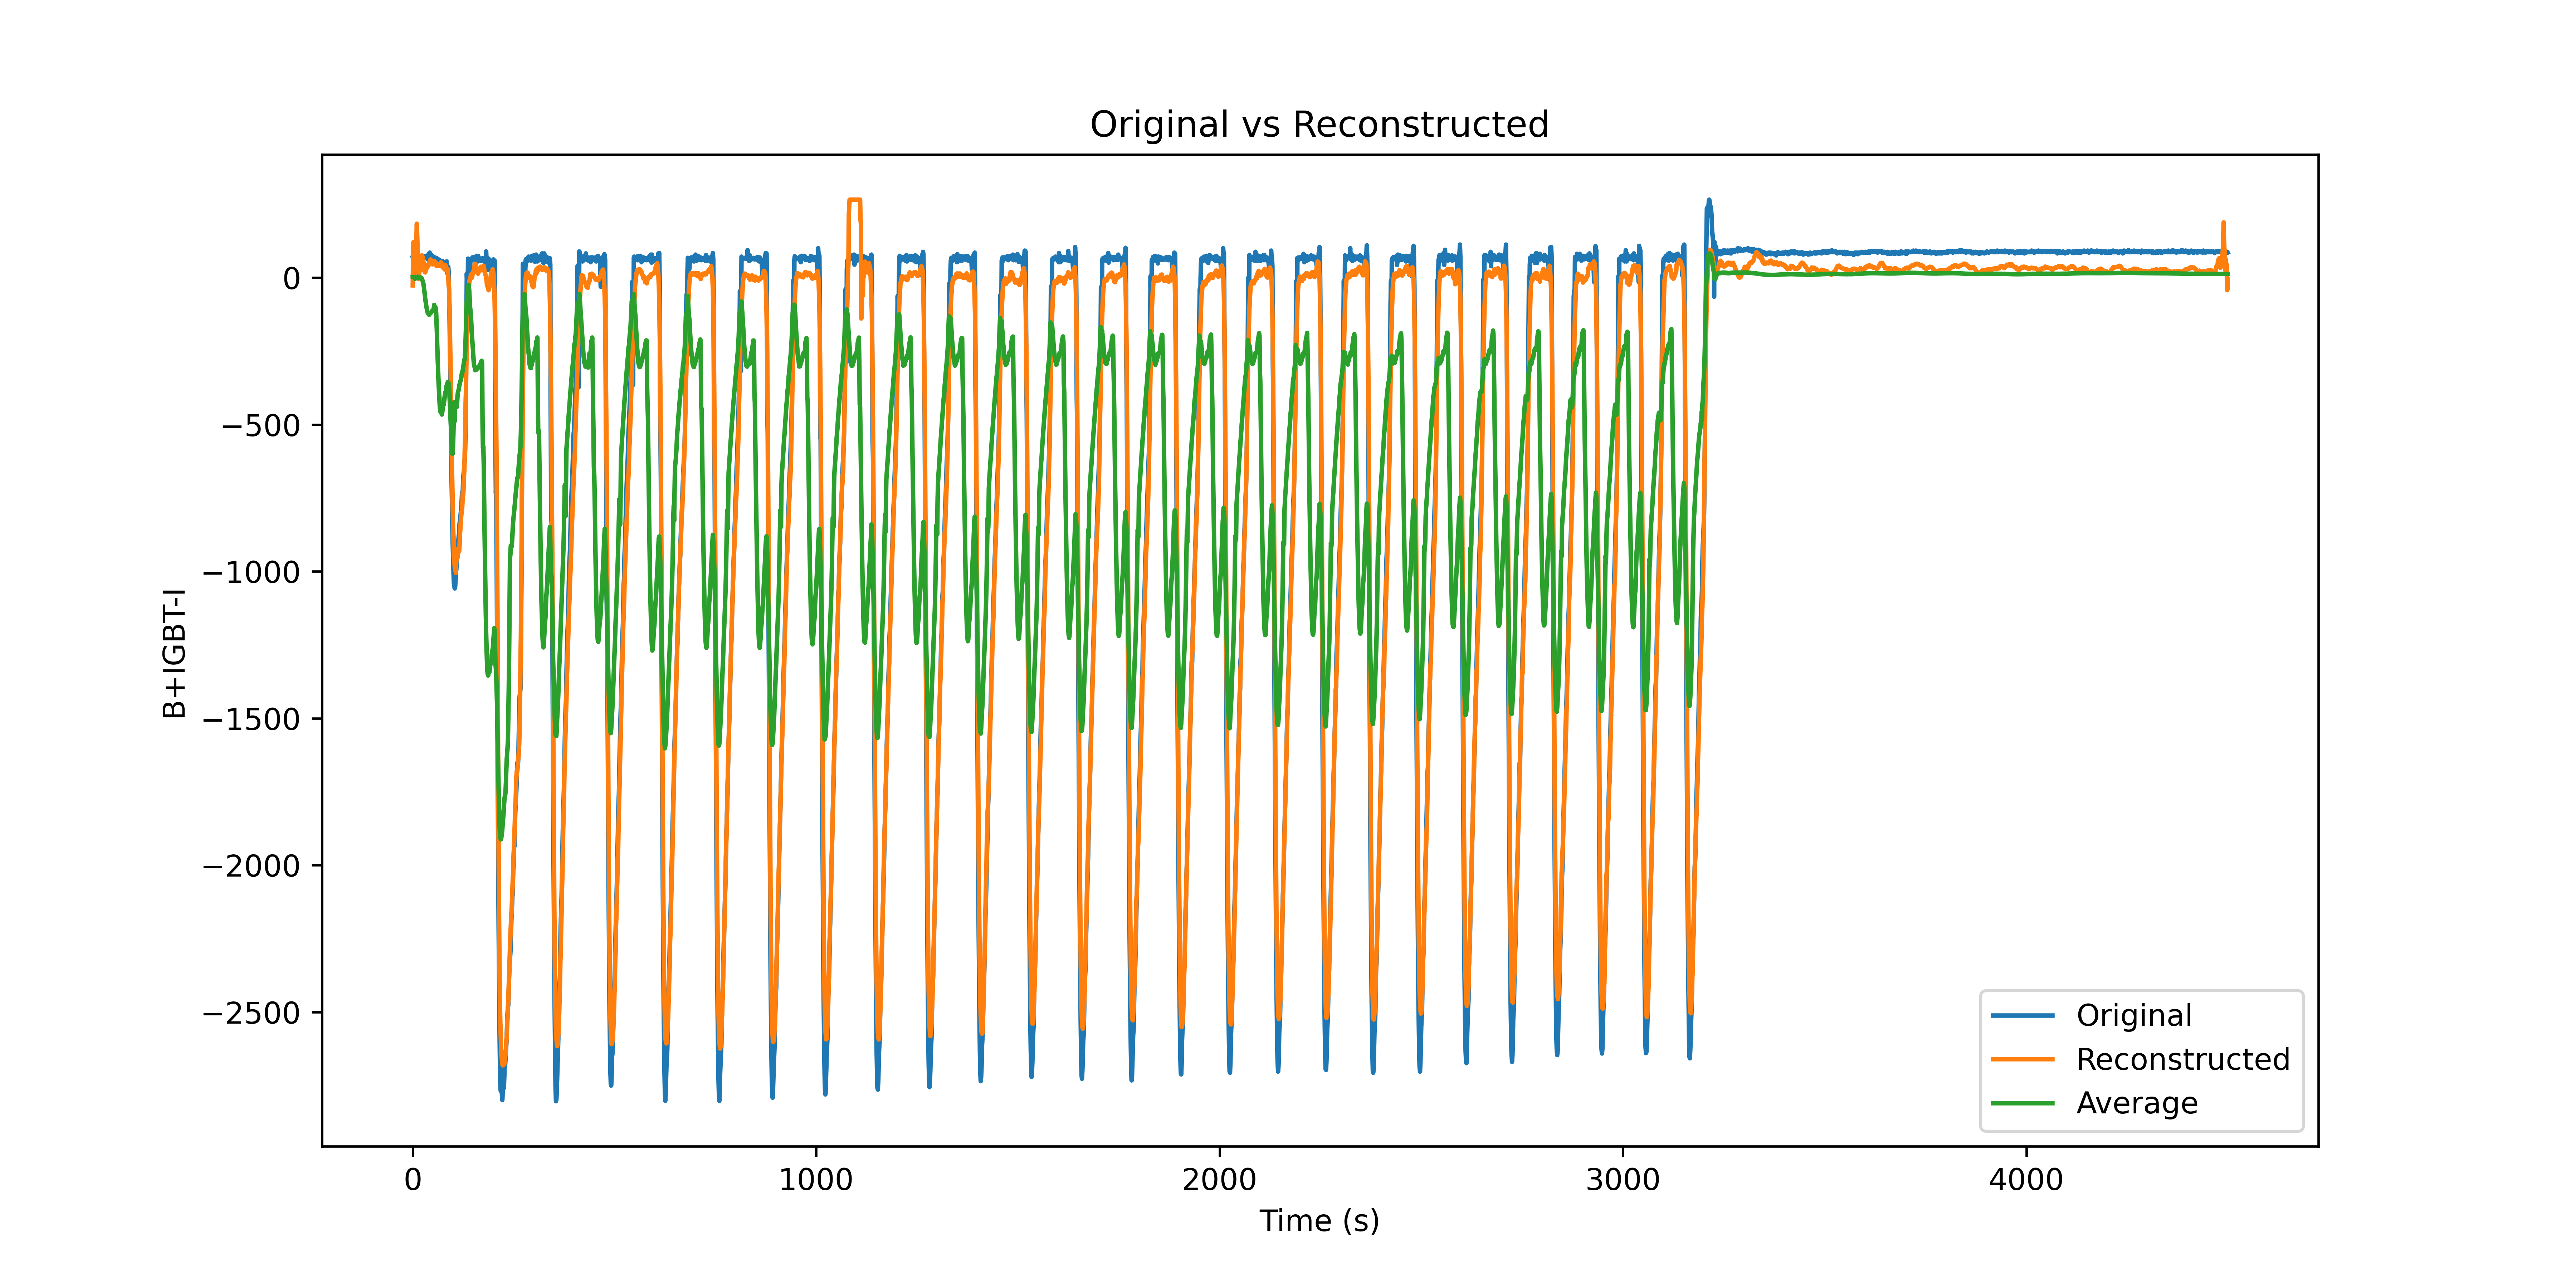 Original vs Reconstructed
B+IGBT-I
0
−500
−1000
−1500
−2000
−2500
0 1000 2000 3000 4000
Time (s)
Original
Reconstructed
Average